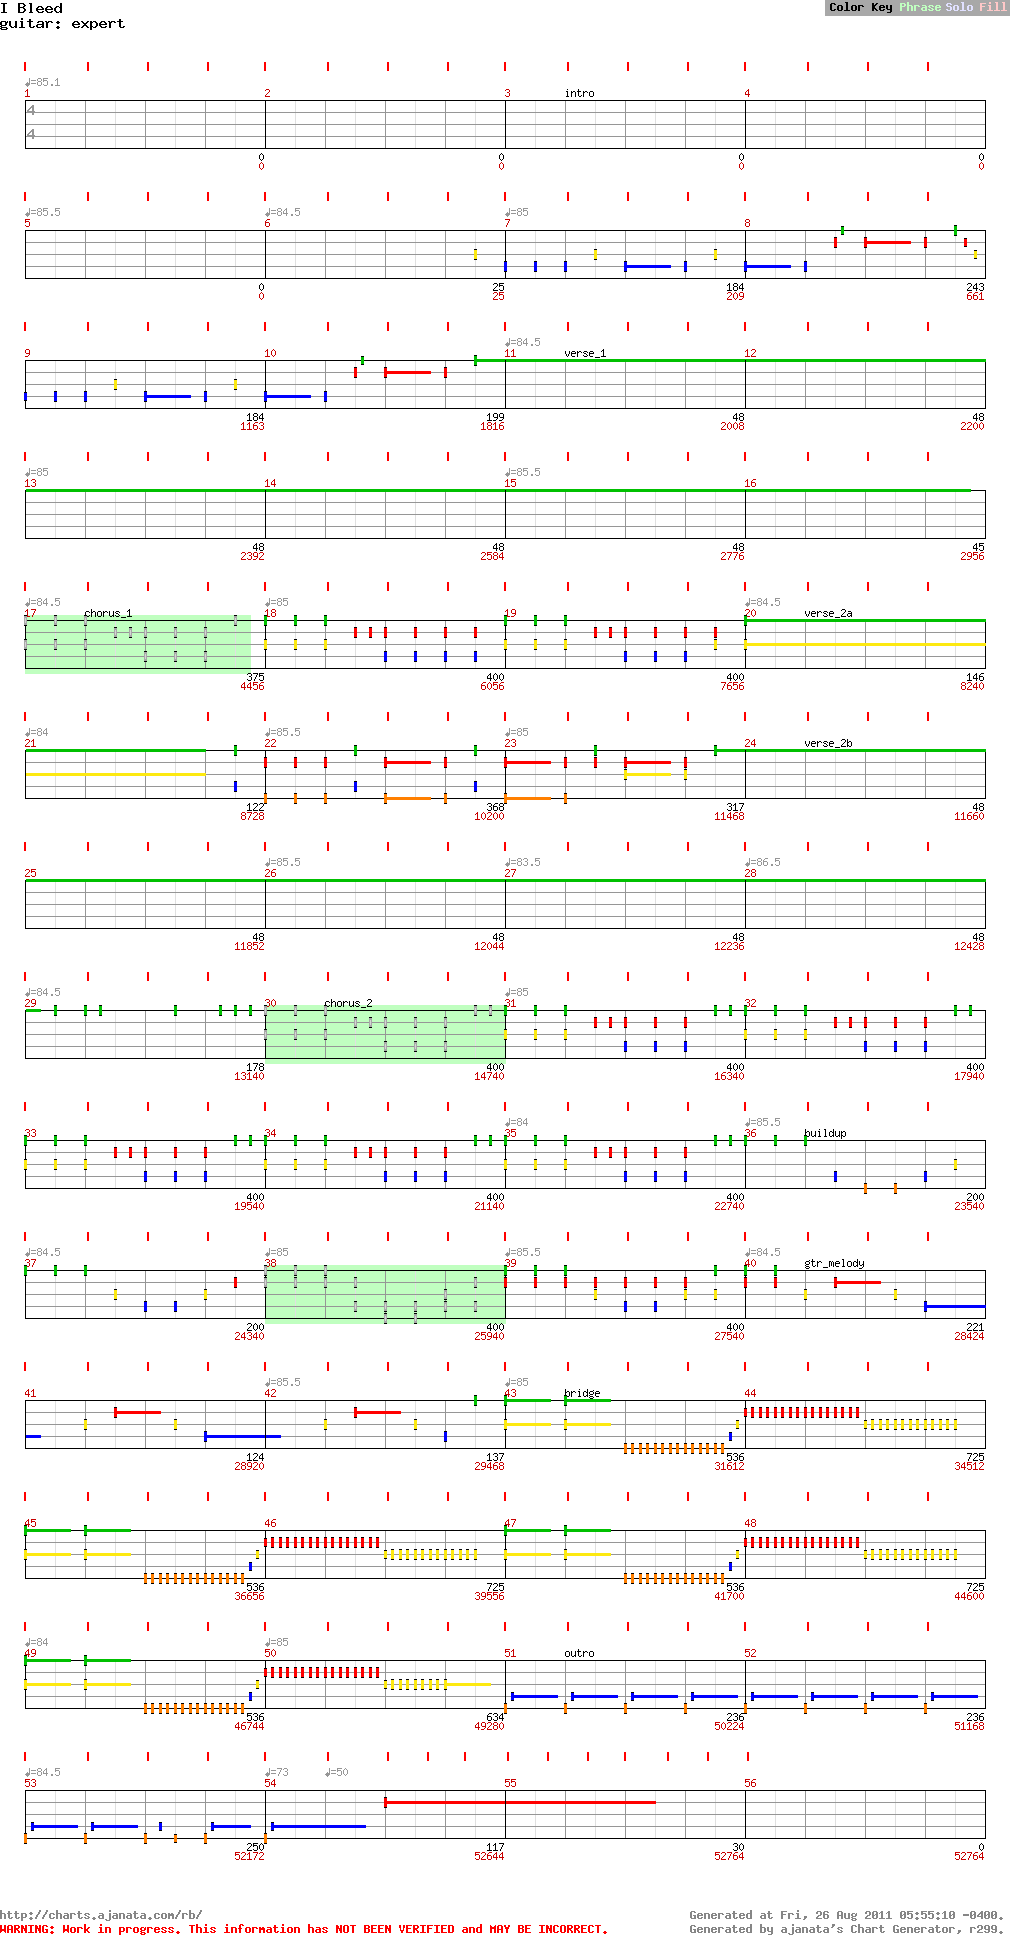 I Bleed
guitar: expert
Color Key Phrase Solo Fill
♩=85.1
1 2 3 intro 4
4
4
0 0 0 0
0 0 0 0
♩=85.5 ♩=84.5 ♩=85
5 6 7 8
0 25 184 243
0 25 209 661
♩=84.5
9 10 11 verse_1 12
184 199 48 48
1163 1816 2008 2200
♩=85 ♩=85.5
13 14 15 16
48 48 48 45
2392 2584 2776 2956
♩=84.5 ♩=85 ♩=84.5
17 chorus_1 18 19 20 verse_2a
375 400 400 146
4456 6056 7656 8240
♩=84 ♩=85.5 ♩=85
21 22 23 24 verse_2b
122 368 317 48
8728 10200 11468 11660
♩=85.5 ♩=83.5 ♩=86.5
25 26 27 28
48 48 48 48
11852 12044 12236 12428
♩=84.5 ♩=85
29 30 chorus_2 31 32
178 400 400 400
13140 14740 16340 17940
♩=84 ♩=85.5
33 34 35 36 buildup
400 400 400 200
19540 21140 22740 23540
♩=84.5 ♩=85 ♩=85.5 ♩=84.5
37 38 39 40 gtr_melody
200 400 400 221
24340 25940 27540 28424
♩=85.5 ♩=85
41 42 43 bridge 44
124 137 536 725
28920 29468 31612 34512
45 46 47 48
536 725 536 725
36656 39556 41700 44600
♩=84 ♩=85
49 50 51 outro 52
536 634 236 236
46744 49280 50224 51168
♩=84.5 ♩=73 ♩=50
53 54 55 56
250 117 30 0
52172 52644 52764 52764
http://charts.ajanata.com/rb/
Generated at Fri, 26 Aug 2011 05:55:10 -0400.
WARNING: Work in progress. This information has NOT BEEN VERIFIED and MAY BE INCORRECT.
Generated by ajanata's Chart Generator, r299.